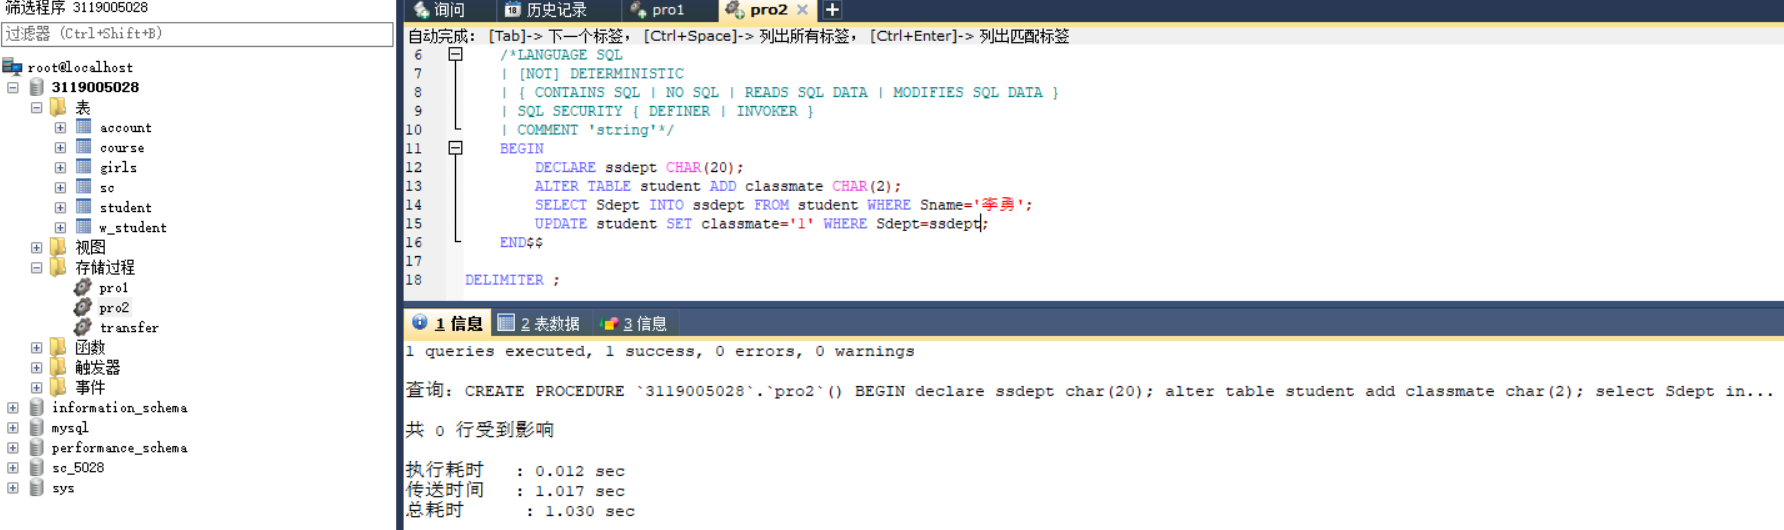 筛选程序 3119005028
过滤器 (Ctrl+Shift+B)
root@localhost
3119005028
表
account
course
girls
sc
student
w_student
视图
存储过程
pro1
pro2
transfer
函数
触发器
事件
information_schema
mysql
performance_schema
sc_5028
sys
询问 历史记录 pro1 pro2
自动完成: [Tab]-> 下一个标签, [Ctrl+Space]-> 列出所有标签, [Ctrl+Enter]-> 列出匹配标签
6 /*LANGUAGE SQL
7 | [NOT] DETERMINISTIC
8 | { CONTAINS SQL | NO SQL | READS SQL DATA | MODIFIES SQL DATA }
9 | SQL SECURITY { DEFINER | INVOKER }
10 | COMMENT 'string'*/
11 BEGIN
12 DECLARE ssdept CHAR(20);
13 ALTER TABLE student ADD classmate CHAR(2);
14 SELECT Sdept INTO ssdept FROM student WHERE Sname='李勇';
15 UPDATE student SET classmate='1' WHERE Sdept=ssdept;
16 END$$
17
18 DELIMITER ;
1 信息 2 表数据 3 信息
1 queries executed, 1 success, 0 errors, 0 warnings
查询: CREATE PROCEDURE `3119005028`.`pro2`() BEGIN declare ssdept char(20); alter table student add classmate char(2); select Sdept in...
共 0 行受到影响
执行耗时 : 0.012 sec
传送时间 : 1.017 sec
总耗时 : 1.030 sec